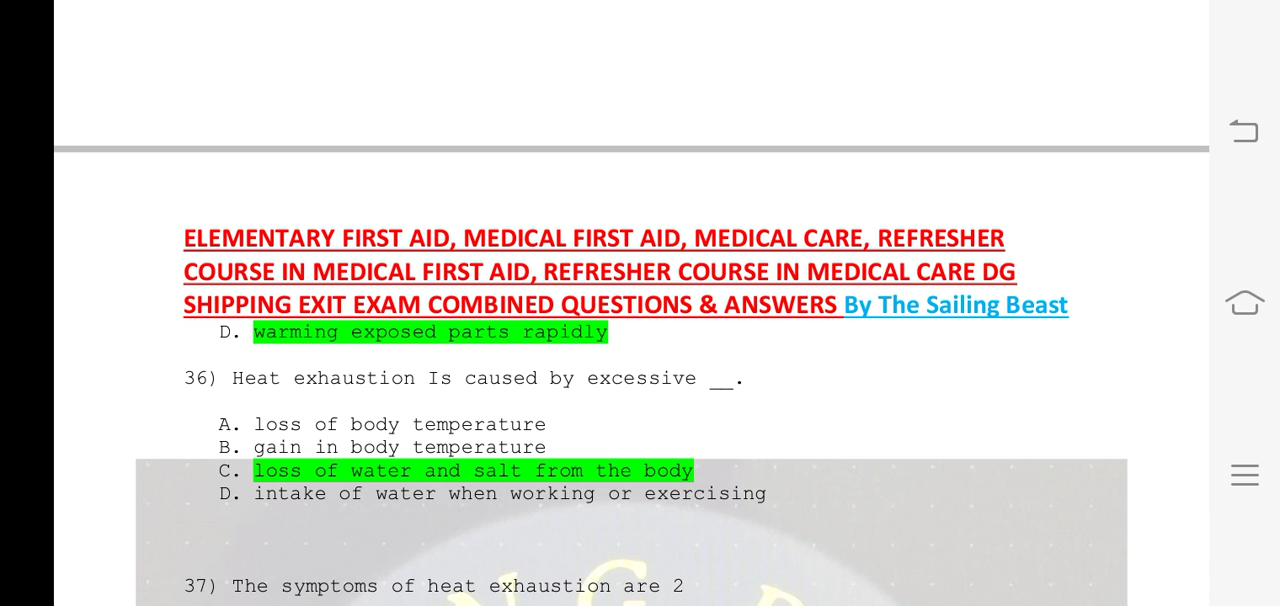 ELEMENTARY FIRST AID, MEDICAL FIRST AID, MEDICAL CARE, REFRESHER
COURSE IN MEDICAL FIRST AID, REFRESHER COURSE IN MEDICAL CARE DG
SHIPPING EXIT EXAM COMBINED QUESTIONS & ANSWERS By The Sailing Beast
D. warming exposed parts rapidly
36) Heat exhaustion Is caused by excessive __.
A. loss of body temperature
B. gain in body temperature
C. loss of water and salt from the body
D. intake of water when working or exercising
37) The symptoms of heat exhaustion are 2